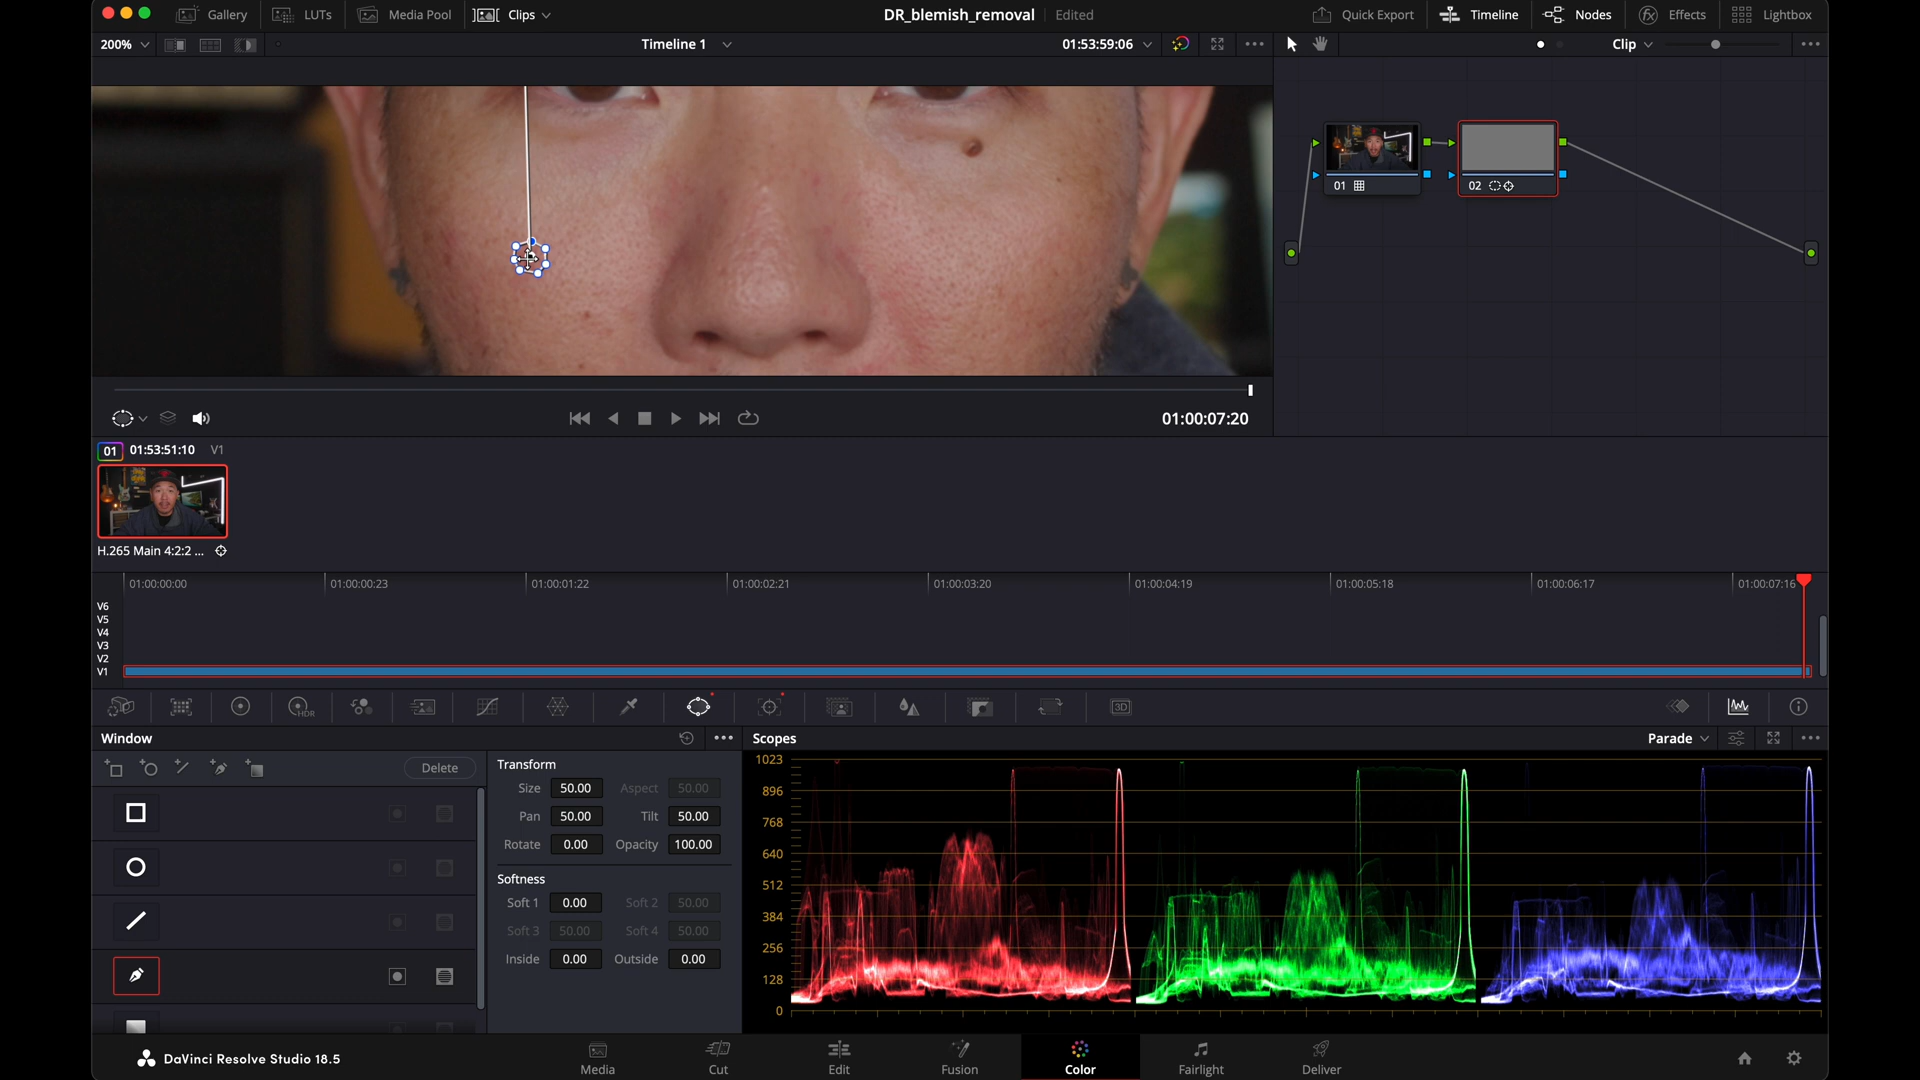 Gallery LUTs Media Pool Clips DR_blemish_removal Edited Quick Export Timeline Nodes Effects Lightbox
200% Timeline 1 01:53:59:06 Clip
01 02
01:00:07:20
01 01:53:51:10 V1
H.265 Main 4:2:2 ...
01:00:00:00 01:00:00:23 01:00:01:22 01:00:02:21 01:00:03:20 01:00:04:19 01:00:05:18 01:00:06:17 01:00:07:16
V6
V5
V4
V3
V2
V1
HDR 3D
Window Scopes Parade
Delete
Transform
Size 50.00 Aspect 50.00
Pan 50.00 Tilt 50.00
Rotate 0.00 Opacity 100.00
Softness
Soft 1 0.00 Soft 2 50.00
Soft 3 50.00 Soft 4 50.00
Inside 0.00 Outside 0.00
1023
896
768
640
512
384
256
128
0
DaVinci Resolve Studio 18.5
Media Cut Edit Fusion Color Fairlight Deliver